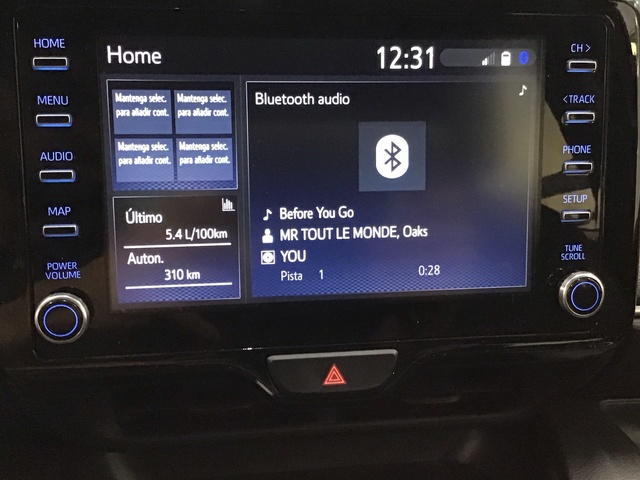 HOME
MENU
AUDIO
MAP
POWER
VOLUME
Home
12:31
Mantenga selec.
para añadir cont.
Mantenga selec.
para añadir cont.
Mantenga selec.
para añadir cont.
Mantenga selec.
para añadir cont.
Último
5.4 L/100km
Auton.
310 km
Bluetooth audio
Before You Go
MR TOUT LE MONDE, Oaks
YOU
Pista 1 0:28
CH >
< TRACK
PHONE
SETUP
TUNE
SCROLL